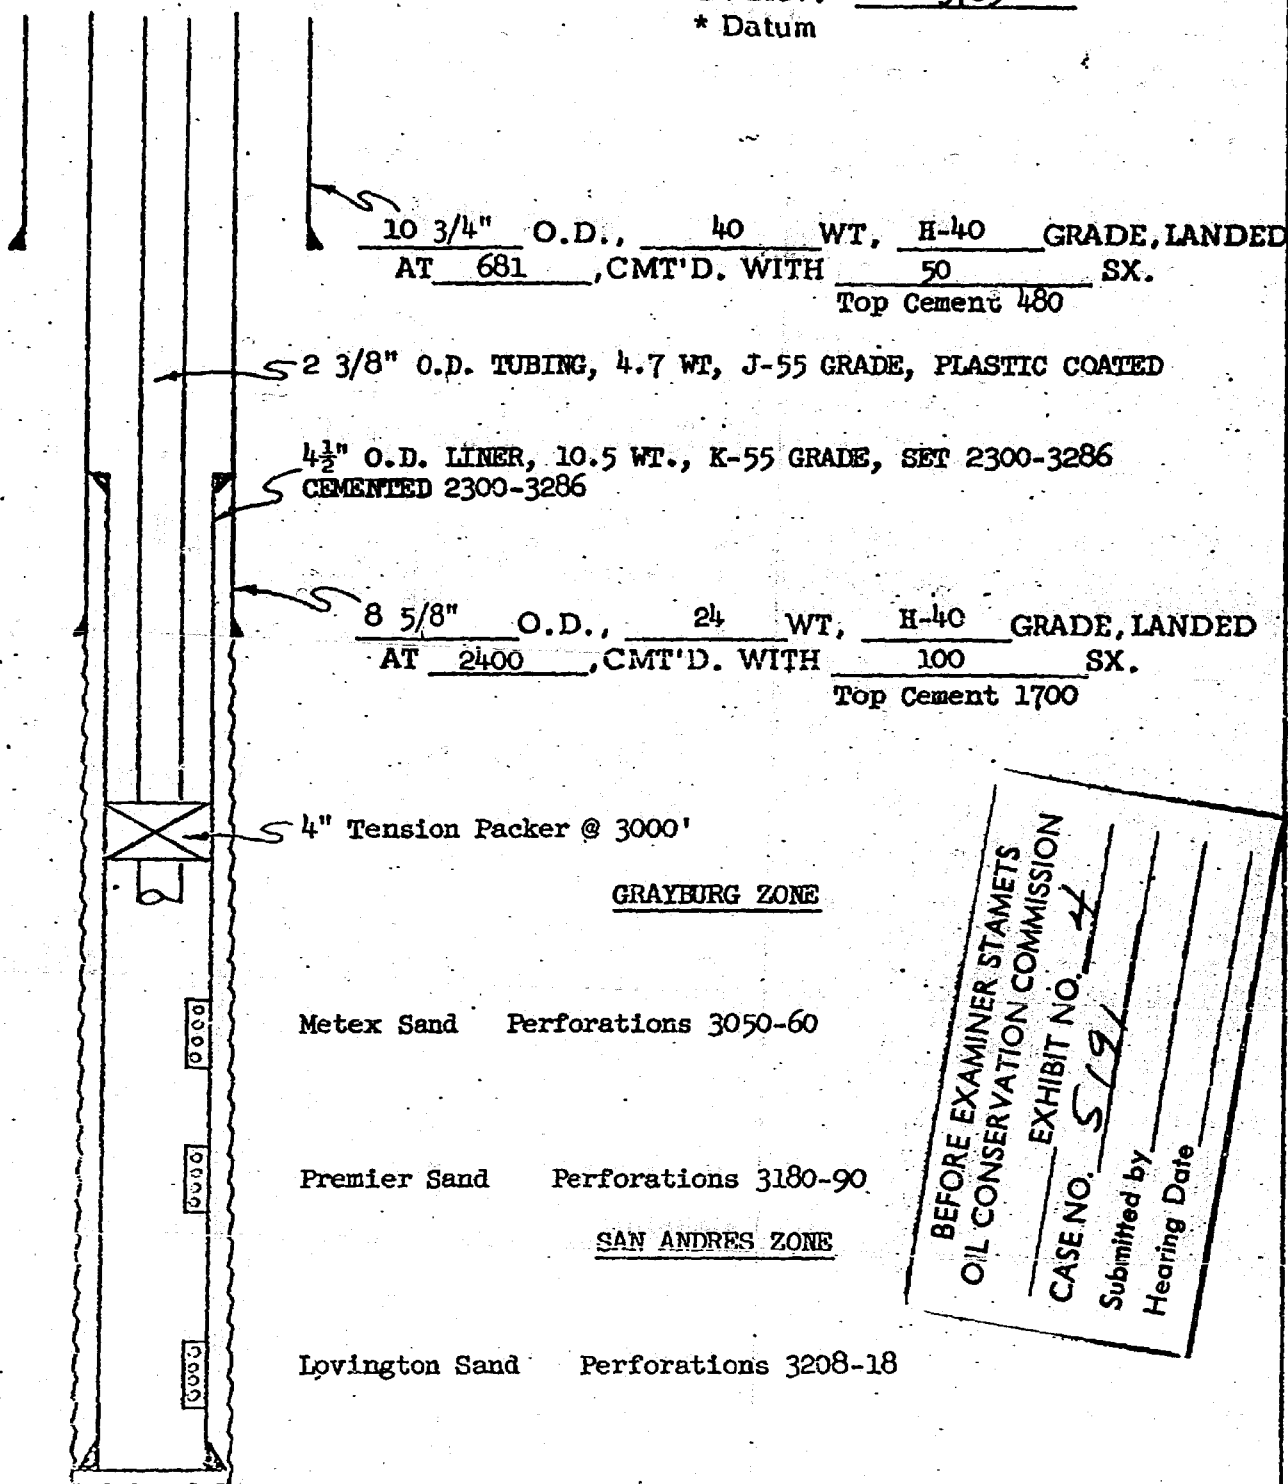 * Datum
10 3/4" O.D., 40 WT, H-40 GRADE, LANDED
AT 681, CMT'D. WITH 50 SX.
Top Cement 480
2 3/8" O.D. TUBING, 4.7 WT, J-55 GRADE, PLASTIC COATED
4½" O.D. LINER, 10.5 WT., K-55 GRADE, SET 2300-3286
CEMENTED 2300-3286
8 5/8" O.D., 24 WT, H-40 GRADE, LANDED
AT 2400, CMT'D. WITH 100 SX.
Top Cement 1700
4" Tension Packer @ 3000'
GRAYBURG ZONE
Metex Sand Perforations 3050-60
Premier Sand Perforations 3180-90
SAN ANDRES ZONE
Lovington Sand Perforations 3208-18
BEFORE EXAMINER STAMETS
OIL CONSERVATION COMMISSION
EXHIBIT NO. 4
CASE NO. 5191
Submitted by
Hearing Date